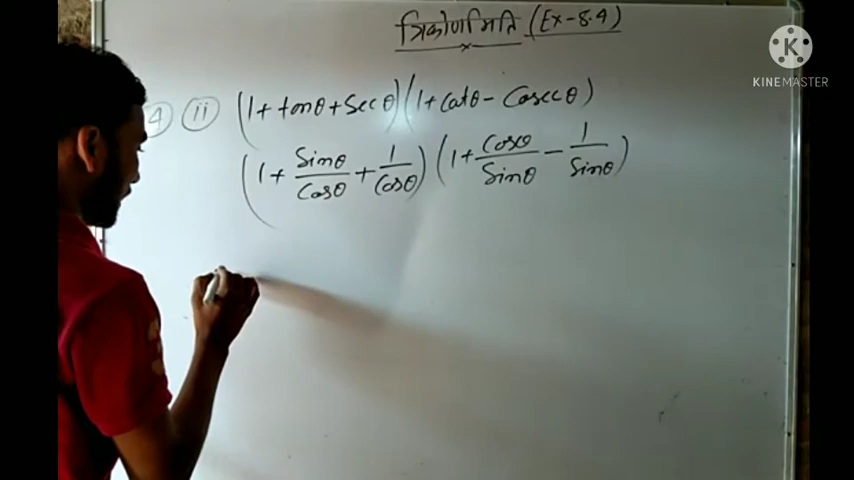 त्रिकोणमिति (Ex-8.4)
4 ii (1+tanθ+Secθ)(1+Cotθ-Cosecθ)
(1+Sinθ/Cosθ+1/Cosθ)(1+Cosθ/Sinθ-1/Sinθ)
K
KINEMASTER